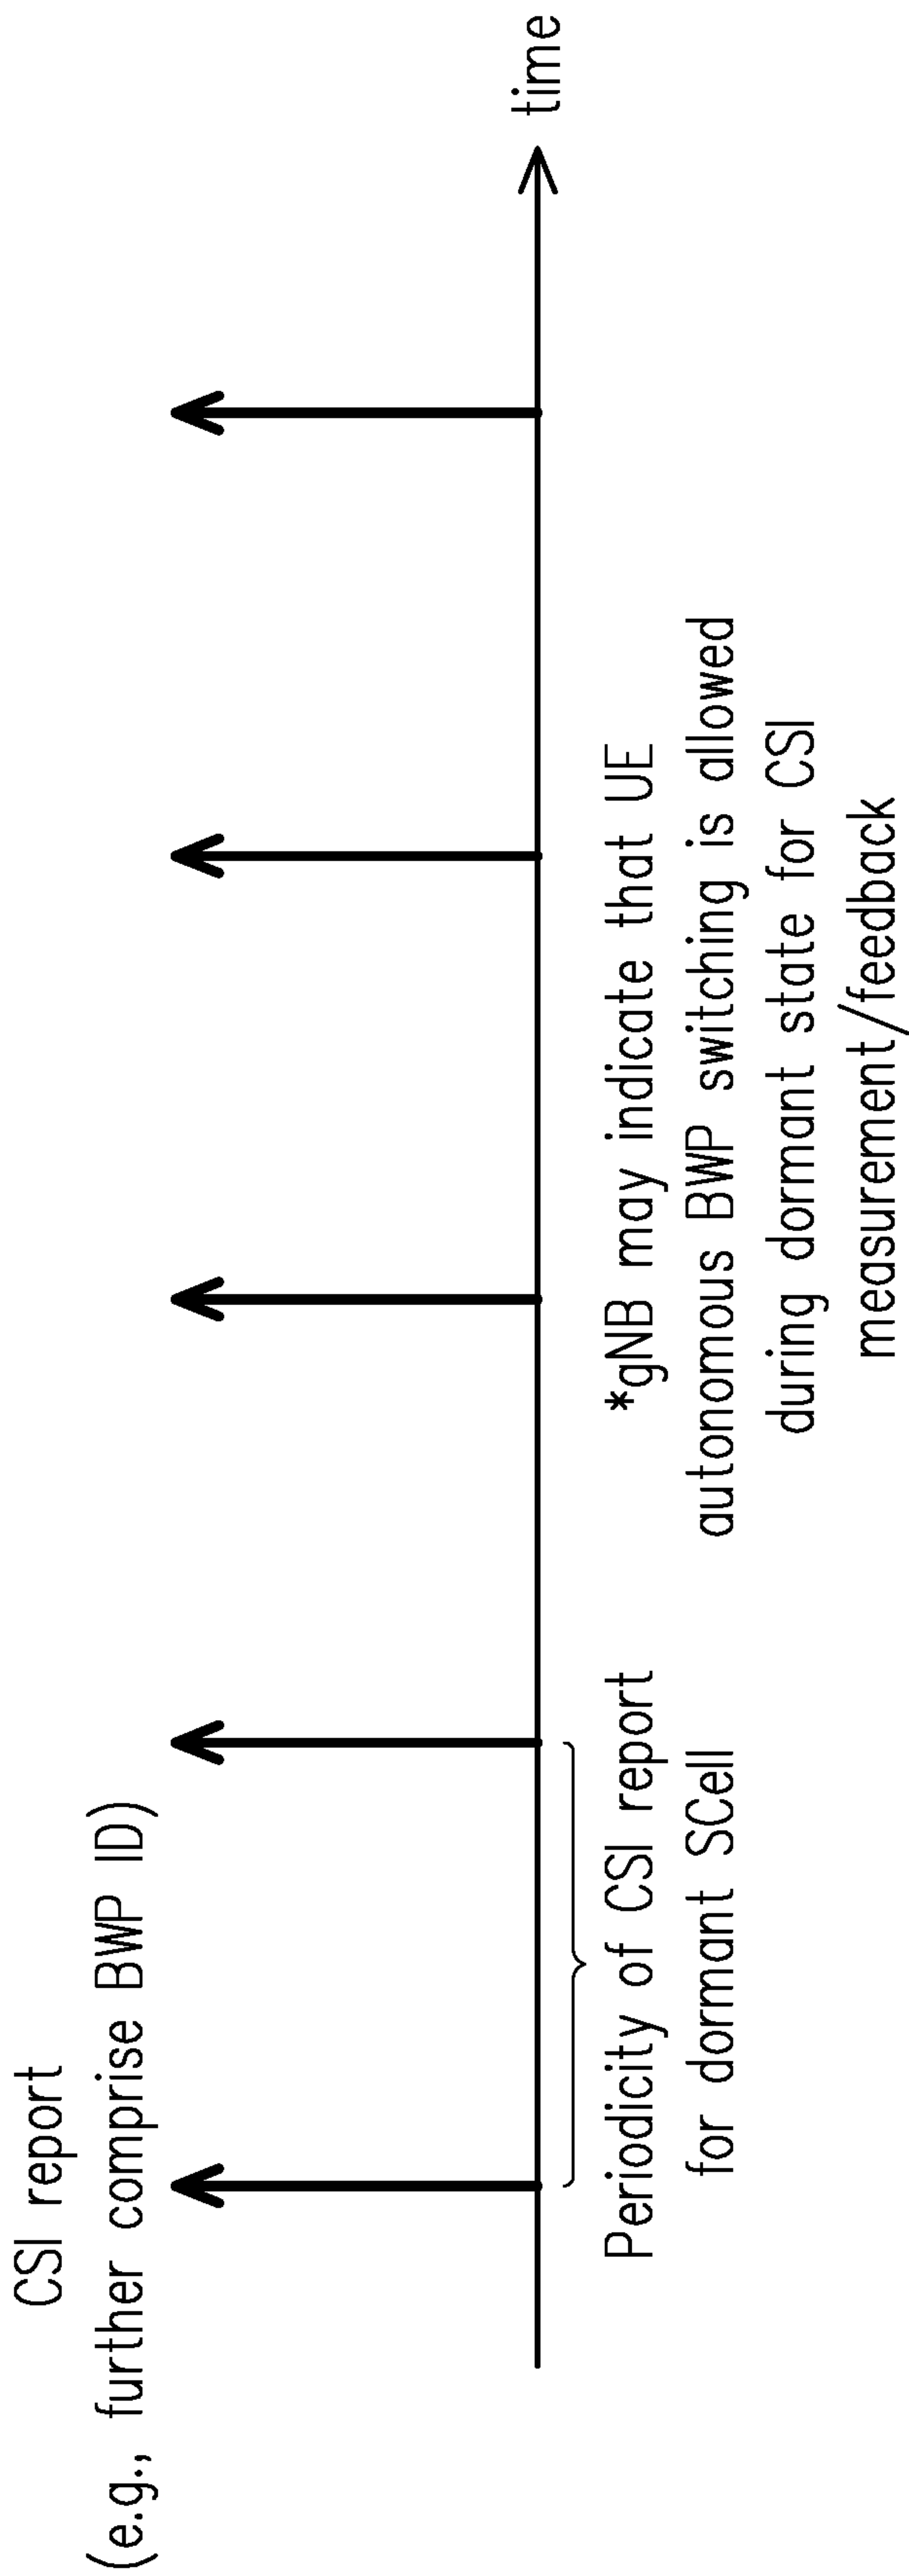 CSI report
(e.g., further comprise BWP ID)
time
Periodicity of CSI report
for dormant SCell
*gNB may indicate that UE
autonomous BWP switching is allowed
during dormant state for CSI
measurement/feedback